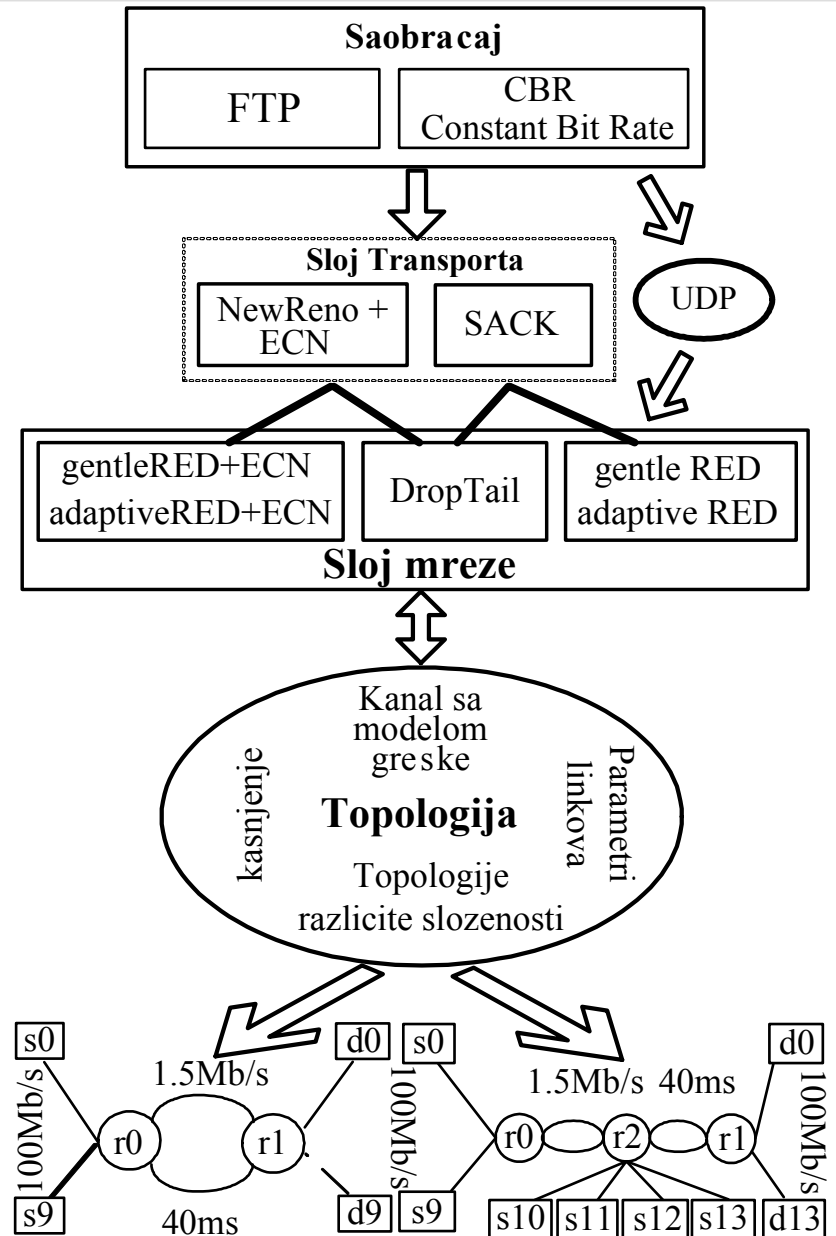 Saobracaj
FTP
CBR
Constant Bit Rate
Sloj Transporta
NewReno +
ECN
SACK
UDP
gentleRED+ECN
adaptiveRED+ECN
DropTail
gentle RED
adaptive RED
Sloj mreze
Kanal sa
modelom
greske
kasnjenje
Parametri
linkova
Topologija
Topologije
razlicite slozenosti
s0
100Mb/s
s9
r0
1.5Mb/s
40ms
r1
d0
100Mb/s
d9
s0
s9
r0
1.5Mb/s 40ms
r2
r1
d0
100Mb/s
s10
s11
s12
s13
d13